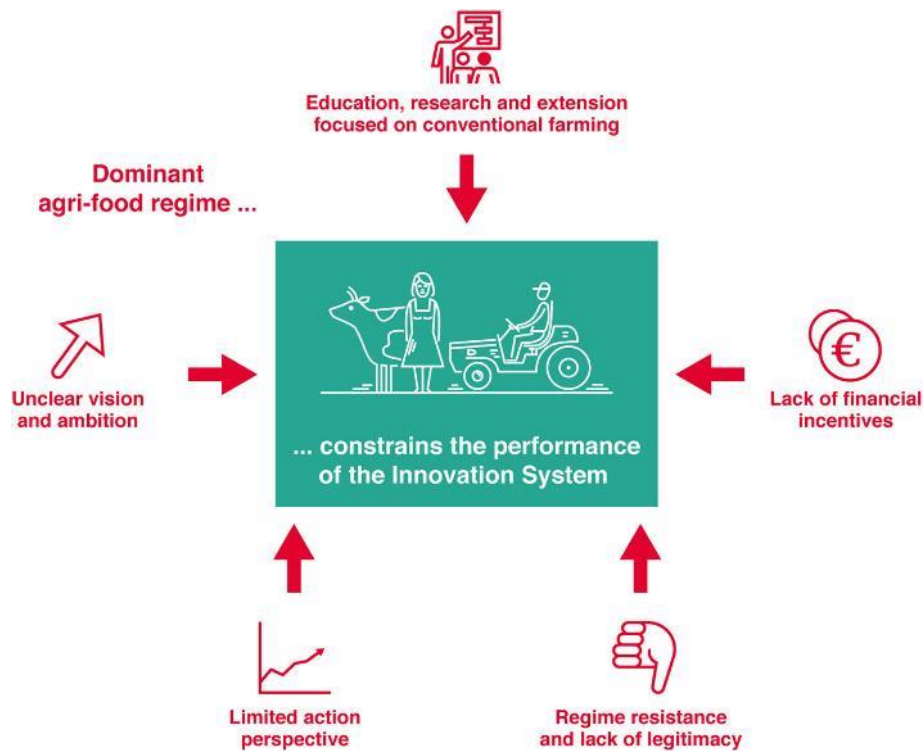 Education, research and extension
focused on conventional farming
Dominant
agri-food regime ...
Unclear vision
and ambition
€
Lack of financial
incentives
... constrains the performance
of the Innovation System
Limited action
perspective
Regime resistance
and lack of legitimacy